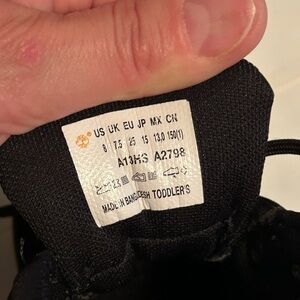 US UK EU JP MX CN
8 7.5 25 15 13.0 150(1)
A13HS A2798
MADE IN BANGLADESH TODDLER'S